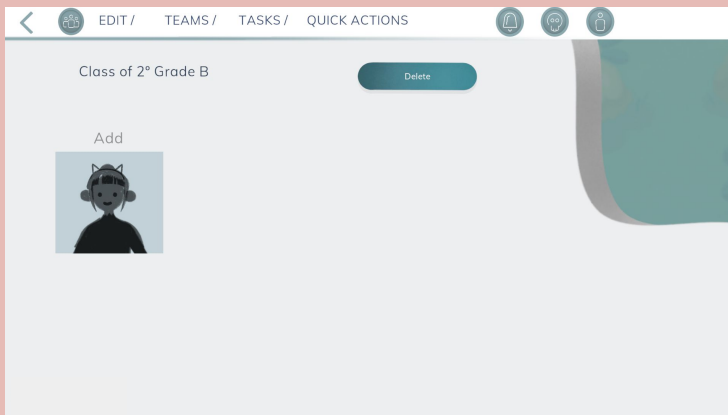 EDIT / TEAMS / TASKS / QUICK ACTIONS
Class of 2° Grade B
Delete
Add